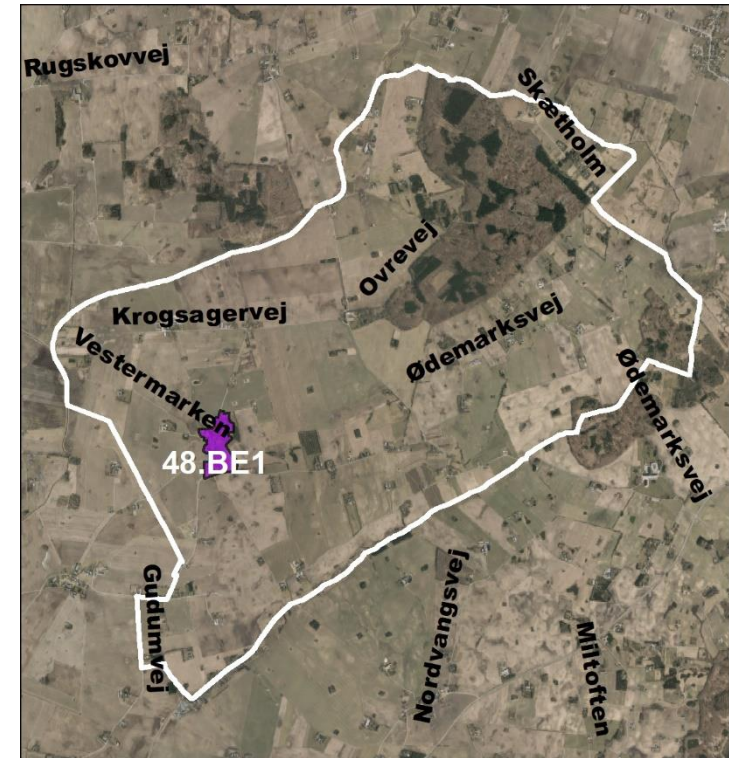 Rugskovvej
Skætholm
Ovrevej
Krogsagervej
Ødemarksvej
Vestermarken
Ødemarksvej
48.BE1
Gudumvej
Nordvangsvej
Miltoften